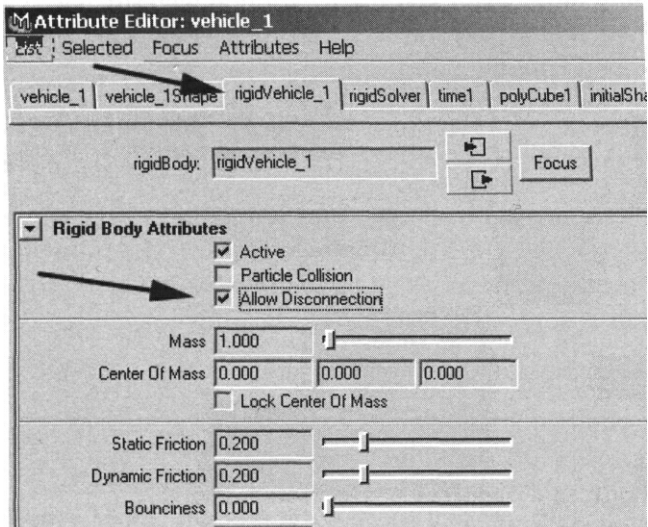 Attribute Editor: vehicle_1
List Selected Focus Attributes Help
vehicle_1 vehicle_1Shape rigidVehicle_1 rigidSolver time1 polyCube1 initialSha
rigidBody: rigidVehicle_1 Focus
Rigid Body Attributes
Active
Particle Collision
Allow Disconnection
Mass 1.000
Center Of Mass 0.000 0.000 0.000
Lock Center Of Mass
Static Friction 0.200
Dynamic Friction 0.200
Bounciness 0.000